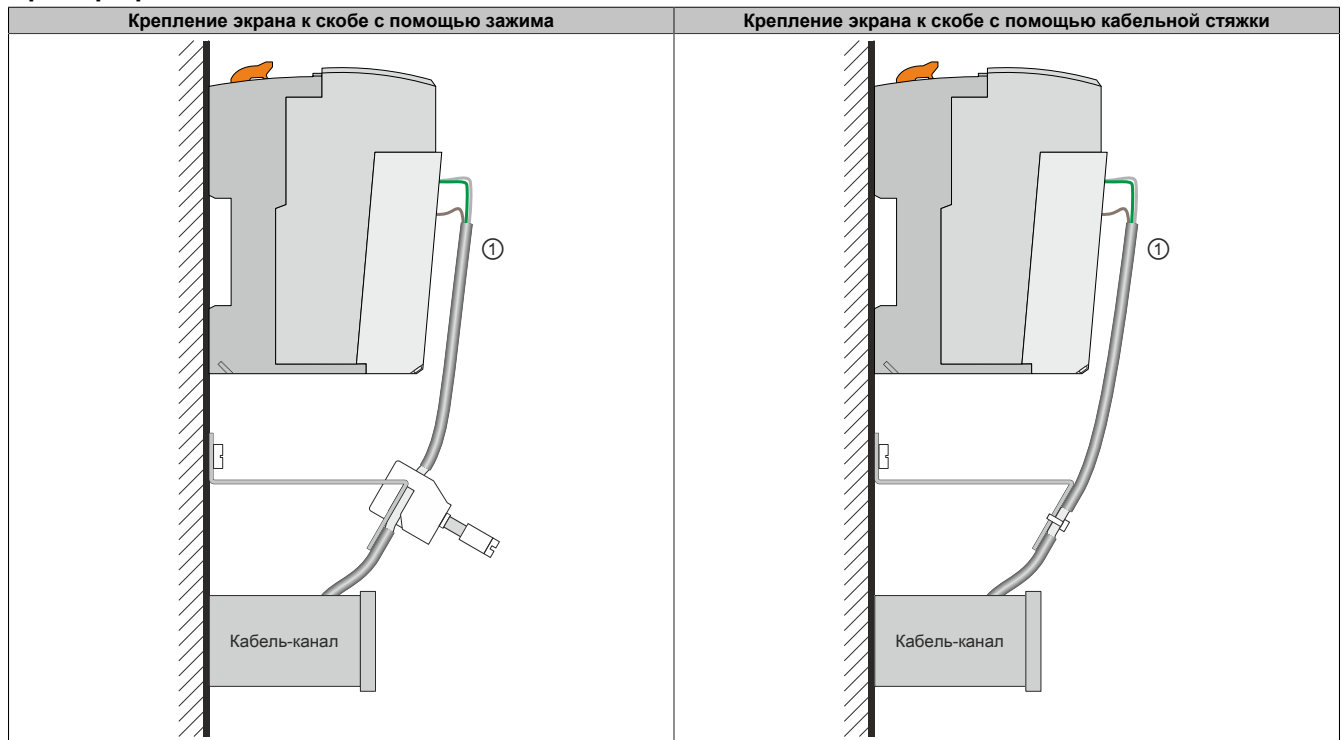 Крепление экрана к скобе с помощью зажима
Крепление экрана к скобе с помощью кабельной стяжки
1
1
Кабель-канал
Кабель-канал